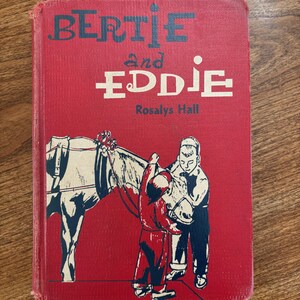 BERTIE
and
EDDIE
Rosalys Hall